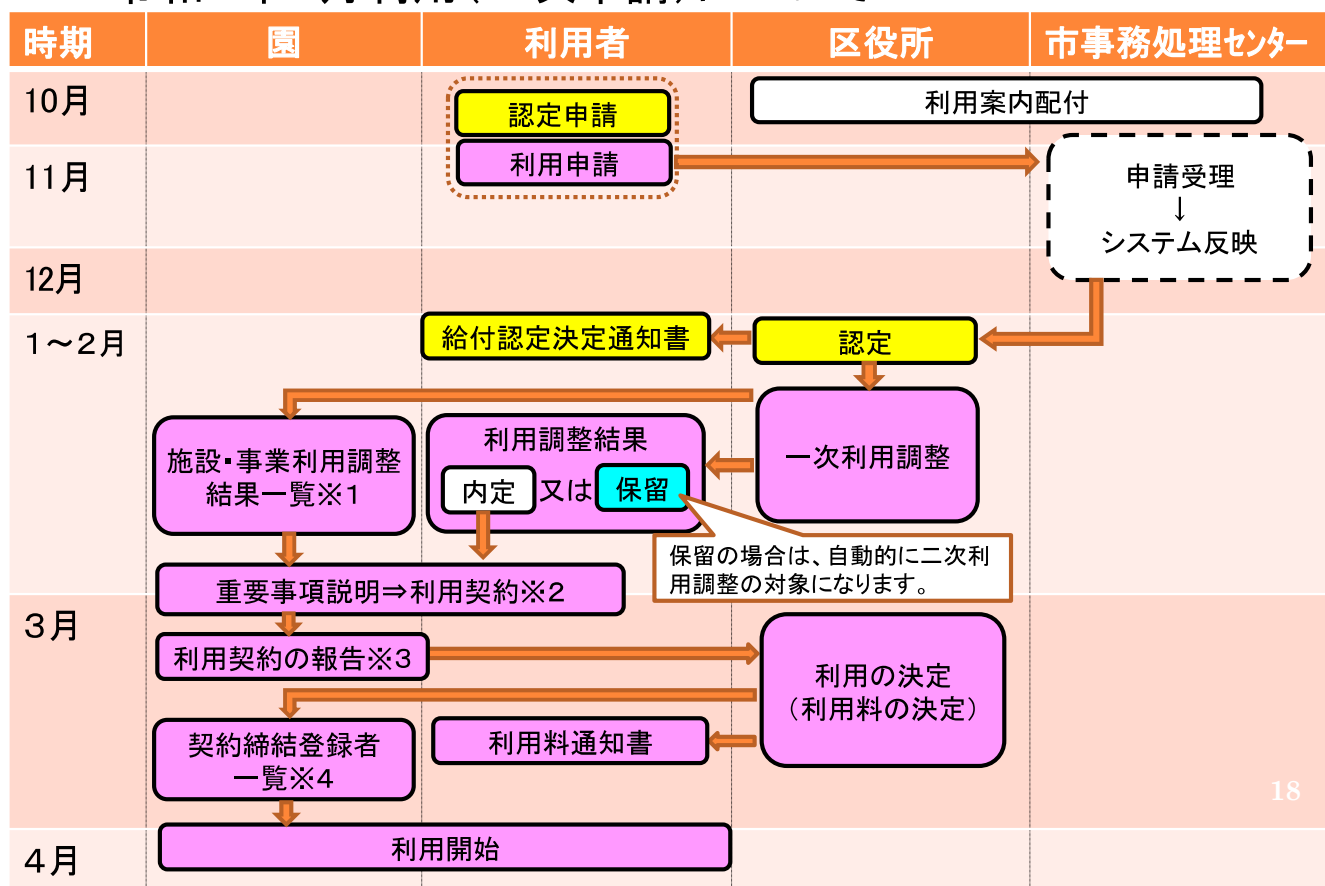 時期
園
利用者
区役所
市事務処理センター
10月
認定申請
利用案内配付
利用申請
11月
申請受理
↓
システム反映
12月
1～2月
給付認定決定通知書
認定
施設・事業利用調整
結果一覧※1
利用調整結果
内定 又は 保留
一次利用調整
保留の場合は、自動的に二次利
用調整の対象になります。
重要事項説明⇒利用契約※2
3月
利用契約の報告※3
利用の決定
（利用料の決定）
契約締結登録者
一覧※4
利用料通知書
18
利用開始
4月